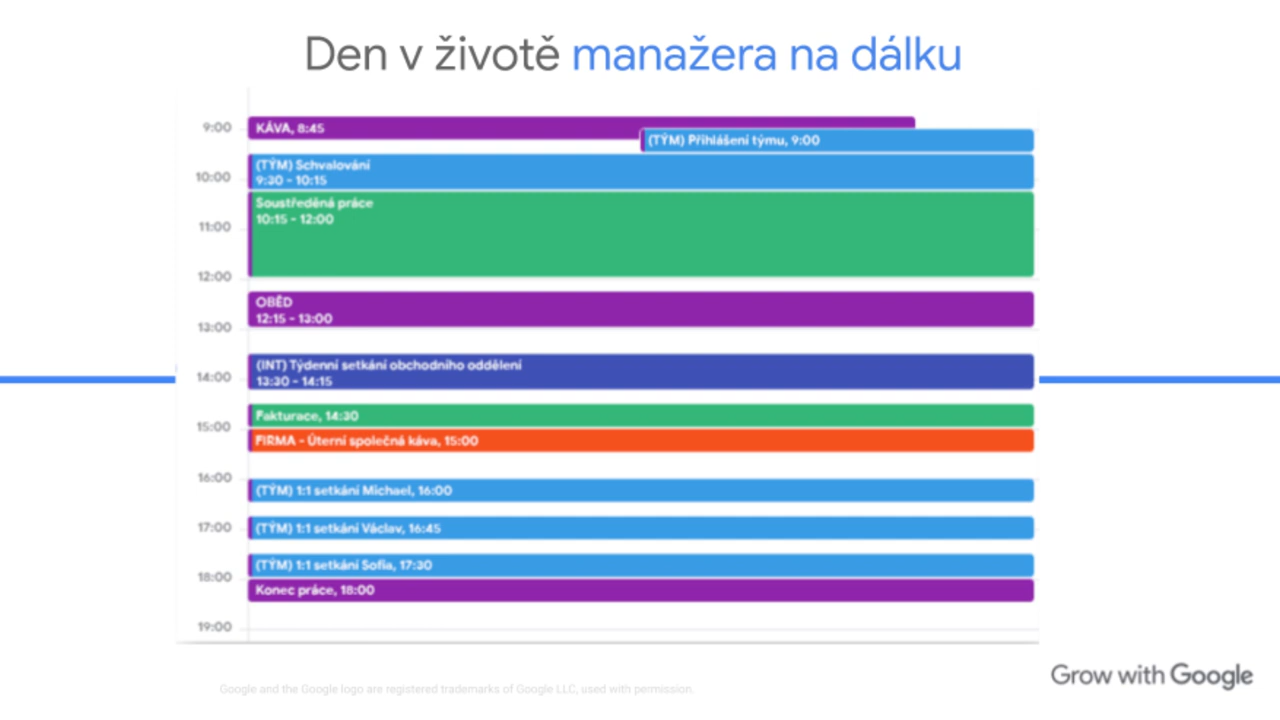 Den v životě manažera na dálku
9:00
KÁVA, 8:45
(TÝM) Přihlášení týmu, 9:00
(TÝM) Schvalování
10:00
9:30 - 10:15
Soustředěná práce
10:15 - 12:00
11:00
12:00
OBĚD
12:15 - 13:00
13:00
(INT) Týdenní setkání obchodního oddělení
14:00
13:30 - 14:15
Fakturace, 14:30
15:00
FIRMA - Úterní společná káva, 15:00
16:00
(TÝM) 1:1 setkání Michael, 16:00
17:00
(TÝM) 1:1 setkání Václav, 16:45
(TÝM) 1:1 setkání Sofia, 17:30
18:00
Konec práce, 18:00
19:00
Grow with Google
Google and the Google logo are registered trademarks of Google LLC, used with permission.